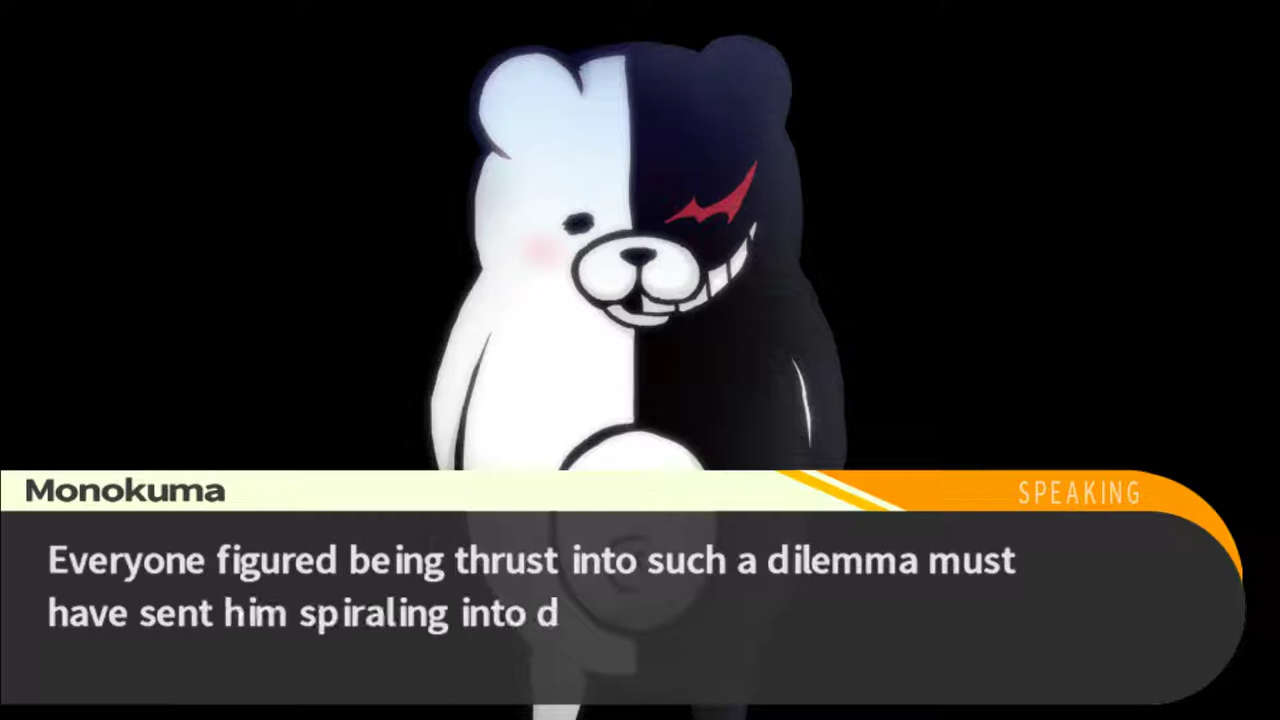 Monokuma
SPEAKING
Everyone figured being thrust into such a dilemma must
have sent him spiraling into d